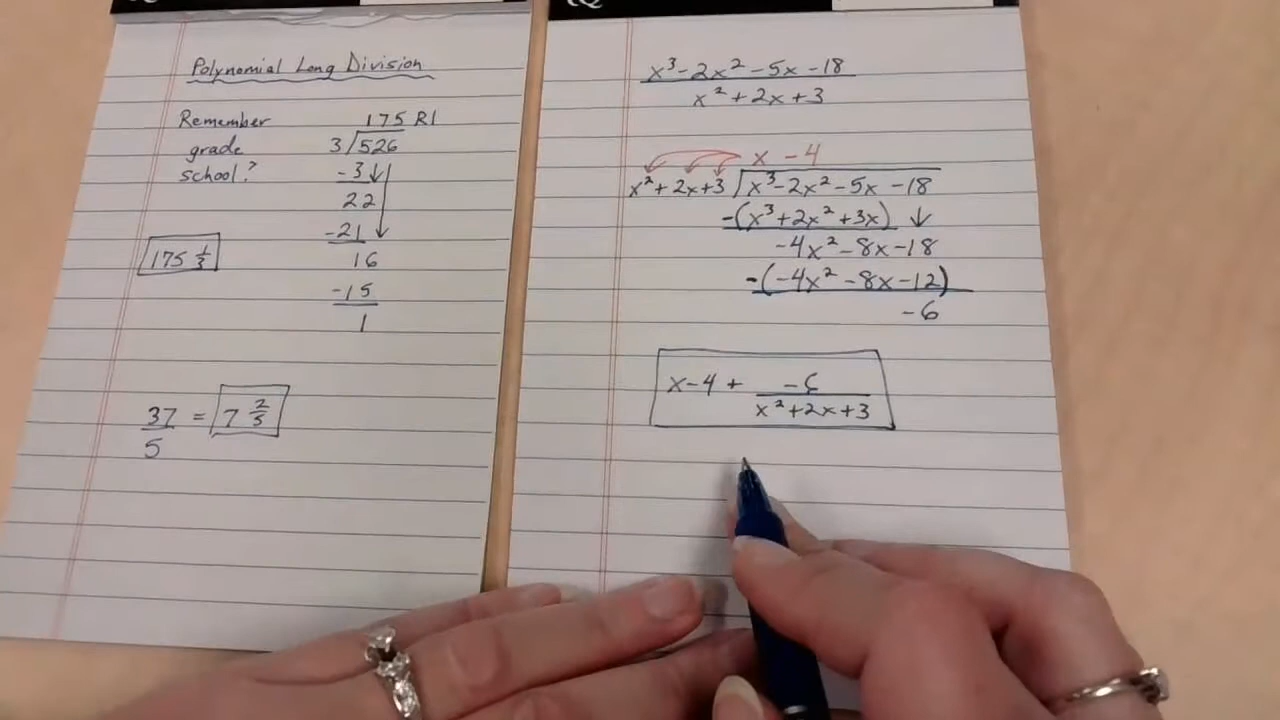 Polynomial Long Division
Remember
grade
school?
175 R1
3 526
-3
22
-21
16
-15
1
175 1/3
37/5 = 7 2/5
x³-2x²-5x-18
x²+2x+3
x -4
x²+2x+3 x³-2x²-5x-18
-(x³+2x²+3x)
-4x²-8x-18
-(-4x²-8x-12)
-6
x-4 + -6
x²+2x+3